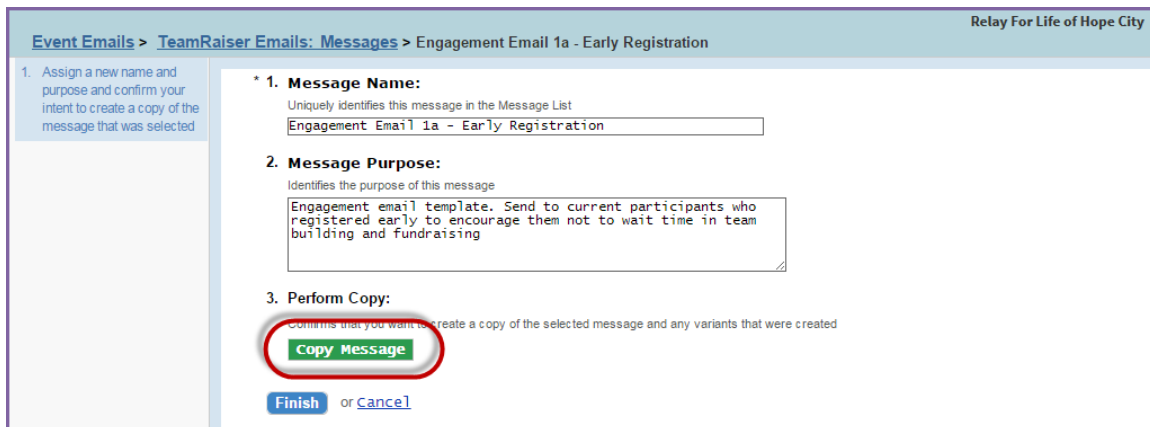 Relay For Life of Hope City
Event Emails > TeamRaiser Emails: Messages > Engagement Email 1a - Early Registration
1. Assign a new name and
purpose and confirm your
intent to create a copy of the
message that was selected
* 1. Message Name:
Uniquely identifies this message in the Message List
Engagement Email 1a - Early Registration
2. Message Purpose:
Identifies the purpose of this message
Engagement email template. Send to current participants who
registered early to encourage them not to wait time in team
building and fundraising
3. Perform Copy:
Confirms that you want to create a copy of the selected message and any variants that were created
Copy Message
Finish or Cancel